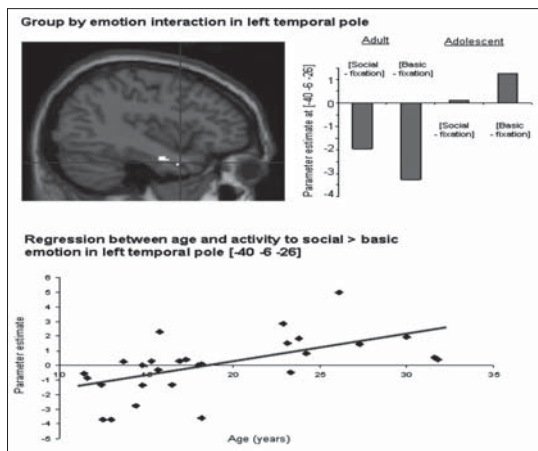 Group by emotion interaction in left temporal pole
Adult Adolescent
[Social [Basic
- fixation] - fixation]
Parameter estimate at [-40 -6 -26]
1
0
-1
-2
-3
-4
[Social [Basic
- fixation] - fixation]
Regression between age and activity to social > basic
emotion in left temporal pole [-40 -6 -26]
Parameter estimate
6
5
4
3
2
1
0
-1
-2
-3
-4
-5
10 15 20 25 30 35
Age (years)